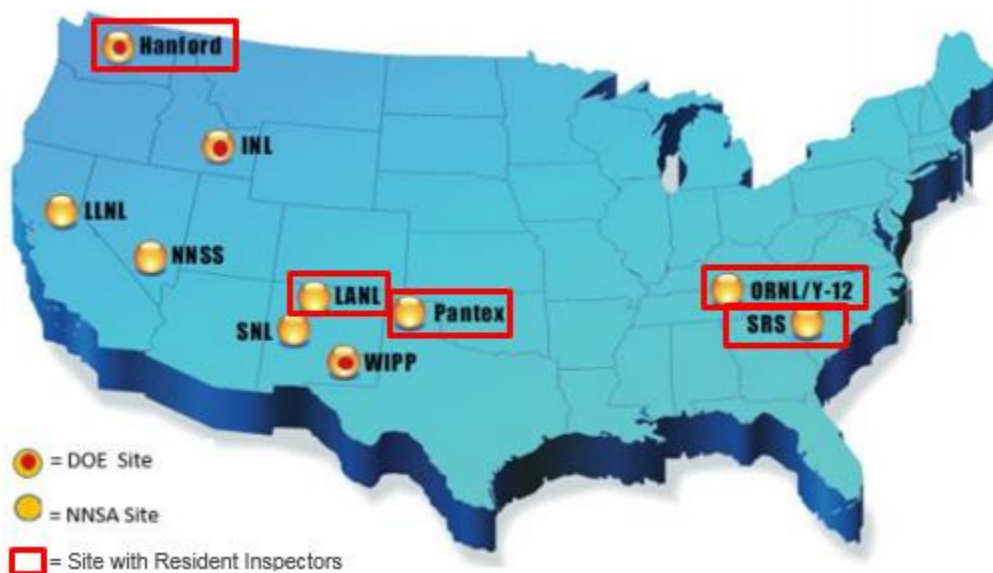 Hanford
INL
LLNL
NNSS
LANL
Pantex
ORNL/Y-12
SNL
SRS
WIPP
= DOE Site
= NNSA Site
= Site with Resident Inspectors